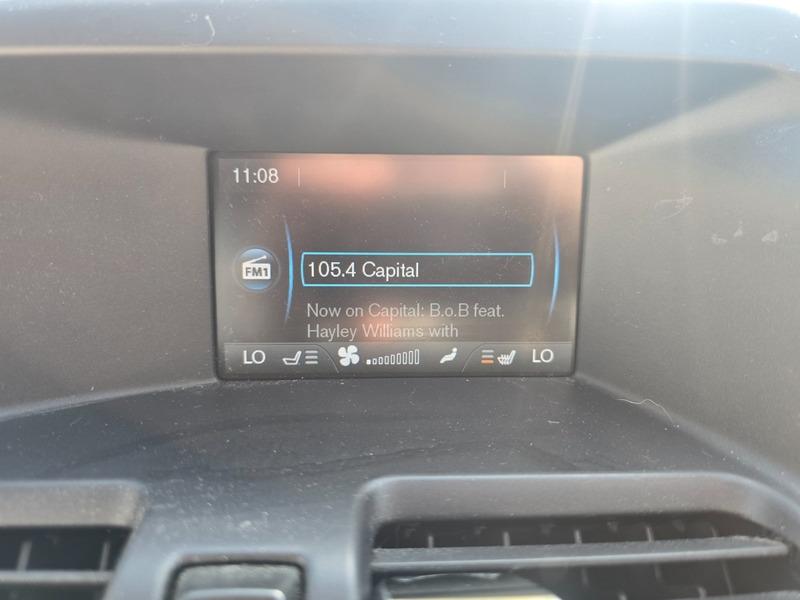 11:08
FM1
105.4 Capital
Now on Capital: B.o.B feat.
Hayley Williams with
LO
LO